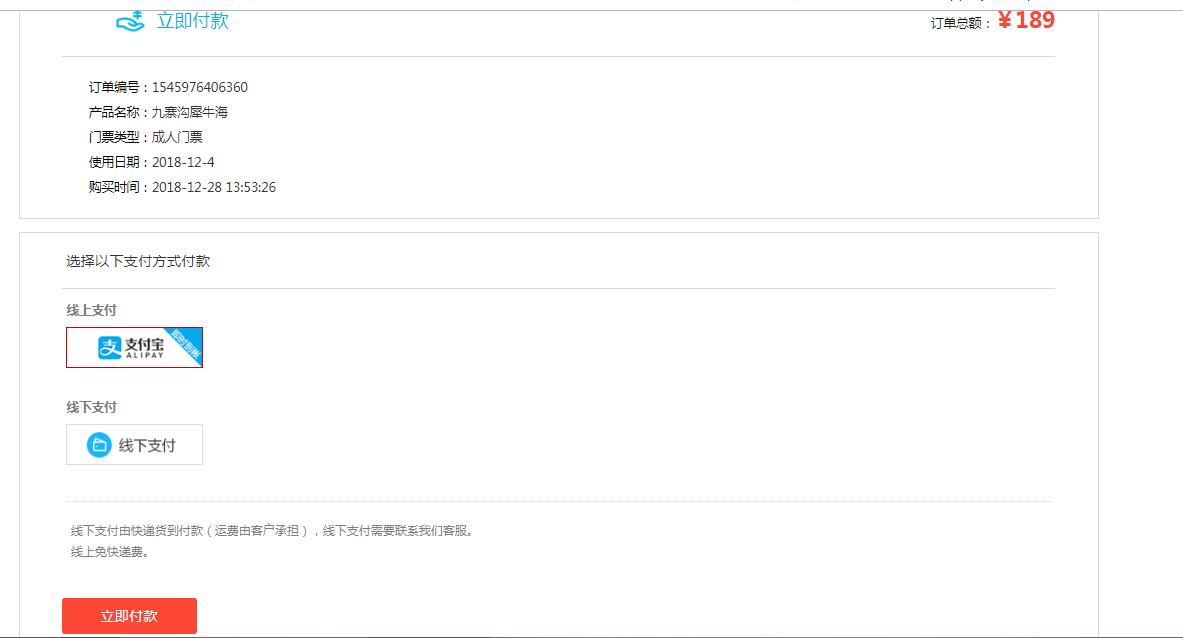 立即付款
订单总额：￥189
订单编号：1545976406360
产品名称：九寨沟犀牛海
门票类型：成人门票
使用日期：2018-12-4
购买时间：2018-12-28 13:53:26
选择以下支付方式付款
线上支付
支付宝
ALIPAY
即时到帐
线下支付
线下支付
线下支付由快递货到付款（运费由客户承担），线下支付需要联系我们客服。
线上免快递费。
立即付款